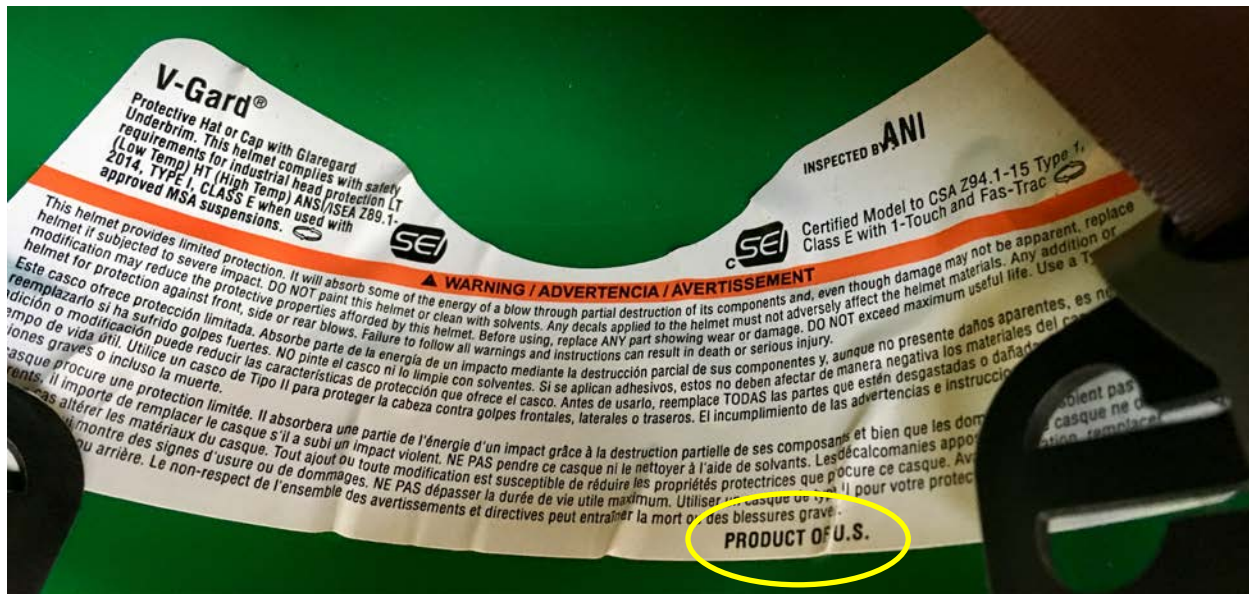 V-Gard®
Protective Hat or Cap with Glaregard
Underbrim. This helmet complies with safety
requirements for industrial head protection LT
(Low Temp) HT (High Temp) ANSI/ISEA Z89.1-
2014, TYPE I, CLASS E when used with
approved MSA suspensions.
SEI
INSPECTED BY ANI
Certified Model to CSA Z94.1-15 Type 1,
Class E with 1-Touch and Fas-Trac
C SEI
WARNING / ADVERTENCIA / AVERTISSEMENT
This helmet provides limited protection. It will absorb some of the energy of a blow through partial destruction of its components and, even though damage may not be apparent, replace
helmet if subjected to severe impact. DO NOT paint this helmet or clean with solvents. Any decals applied to the helmet must not adversely affect the helmet materials. Any addition or
modification may reduce the protective properties afforded by this helmet. Before using, replace ANY part showing wear or damage. DO NOT exceed maximum useful life. Use a
helmet for protection against front, side or rear blows. Failure to follow all warnings and instructions can result in death or serious injury.
Este casco ofrece protección limitada. Absorbe parte de la energía de un impacto mediante la destrucción parcial de sus componentes y, aunque no presente daños aparentes, es
reemplazarlo si ha sufrido golpes fuertes. NO pinte el casco ni lo limpie con solventes. Si se aplican adhesivos, estos no deben afectar de manera negativa los materiales del
dición o modificación puede reducir las características de protección que ofrece el casco. Antes de usarlo, reemplace TODAS las partes que estén desgastadas o
empo de vida útil. Utilice un casco de Tipo II para proteger la cabeza contra golpes frontales, laterales o traseros. El incumplimiento de las advertencias e
siones graves o incluso la muerte.
casque procure une protection limitée. Il absorbera une partie de l'énergie d'un impact grâce à la destruction partielle de ses composants et bien que les
rents, il importe de remplacer le casque s'il a subi un impact violent. NE PAS pendre ce casque ni le nettoyer à l'aide de solvants. Les décalcomanies
cas altérer les matériaux du casque. Tout ajout ou toute modification est susceptible de réduire les propriétés protectrices que procure ce casque.
montre des signes d'usure ou de dommages. NE PAS dépasser la durée de vie utile maximum. Utiliser un casque de type II pour votre
ou arrière. Le non-respect de l'ensemble des avertissements et directives peut entraîner la mort ou des blessures grave
PRODUCT OF U.S.